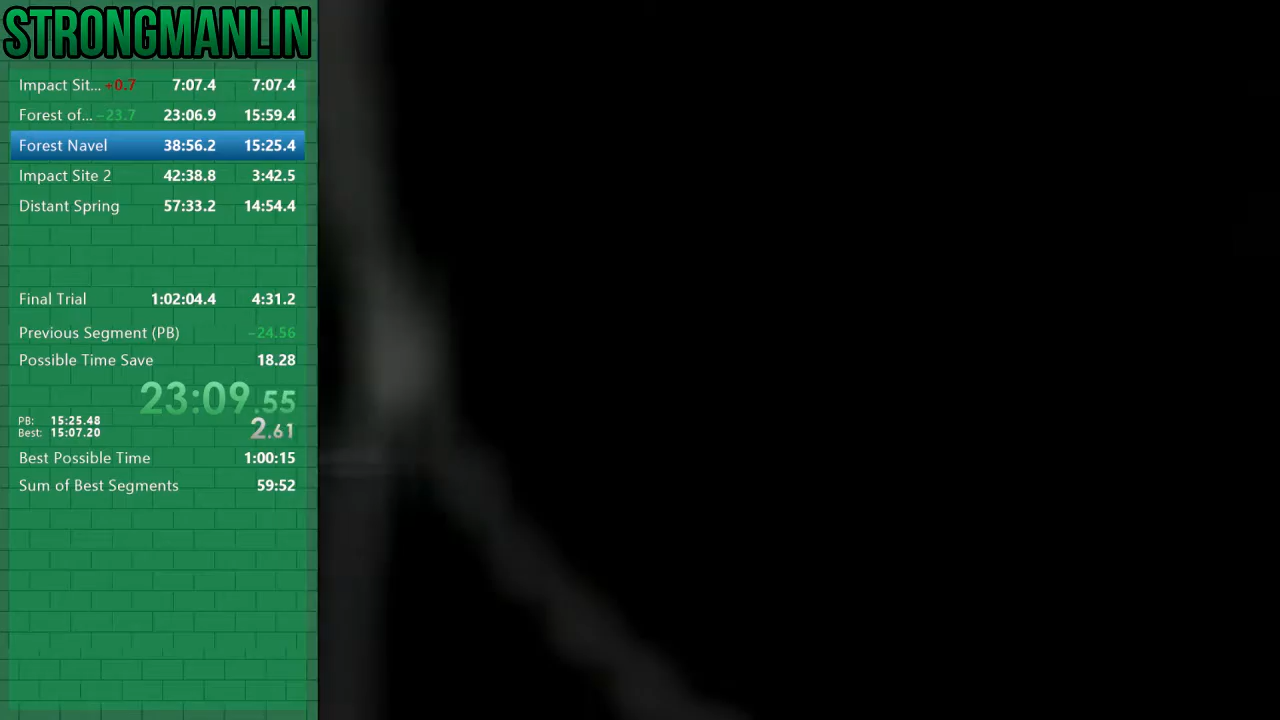 STRONGMANLIN
Impact Sit... +0.7 7:07.4 7:07.4
Forest of... −23.7 23:06.9 15:59.4
Forest Navel 38:56.2 15:25.4
Impact Site 2 42:38.8 3:42.5
Distant Spring 57:33.2 14:54.4
Final Trial 1:02:04.4 4:31.2
Previous Segment (PB) −24.56
Possible Time Save 18.28
23:09.55
PB: 15:25.48
Best: 15:07.20 2.61
Best Possible Time 1:00:15
Sum of Best Segments 59:52